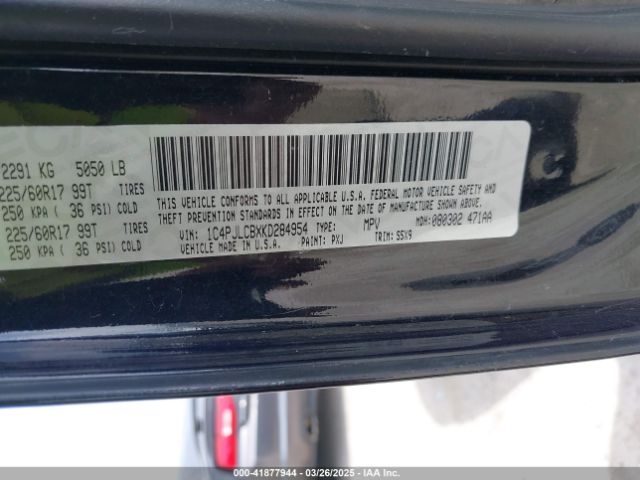 2291 KG 5050 LB
225/60R17 99T TIRES
250 KPA ( 36 PSI) COLD
225/60R17 99T TIRES
250 KPA ( 36 PSI) COLD
THIS VEHICLE CONFORMS TO ALL APPLICABLE U.S.A. FEDERAL MOTOR VEHICLE SAFETY, BUMPER AND
THEFT PREVENTION STANDARDS IN EFFECT ON THE DATE OF MANUFACTURE SHOWN ABOVE.
VIN: 1C4PJLCBXKD284954 TYPE: MPV MDH: 080302 471AA
VEHICLE MADE IN U.S.A. PAINT: PXJ TRIM: S5X9
000-41877944 | 03/26/2025 | IAAI.COM